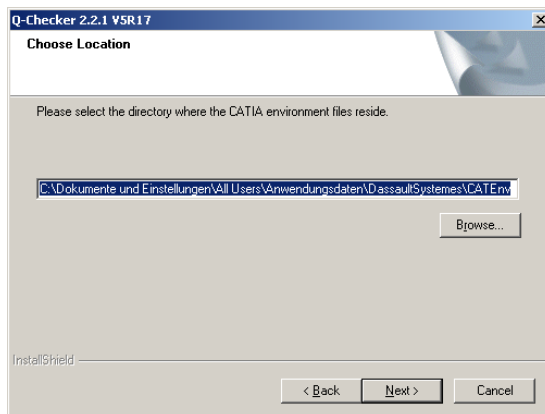 Q-Checker 2.2.1 V5R17
Choose Location
Please select the directory where the CATIA environment files reside.
C:\Dokumente und Einstellungen\All Users\Anwendungsdaten\DassaultSystemes\CATEnv
Browse...
InstallShield
< Back Next > Cancel